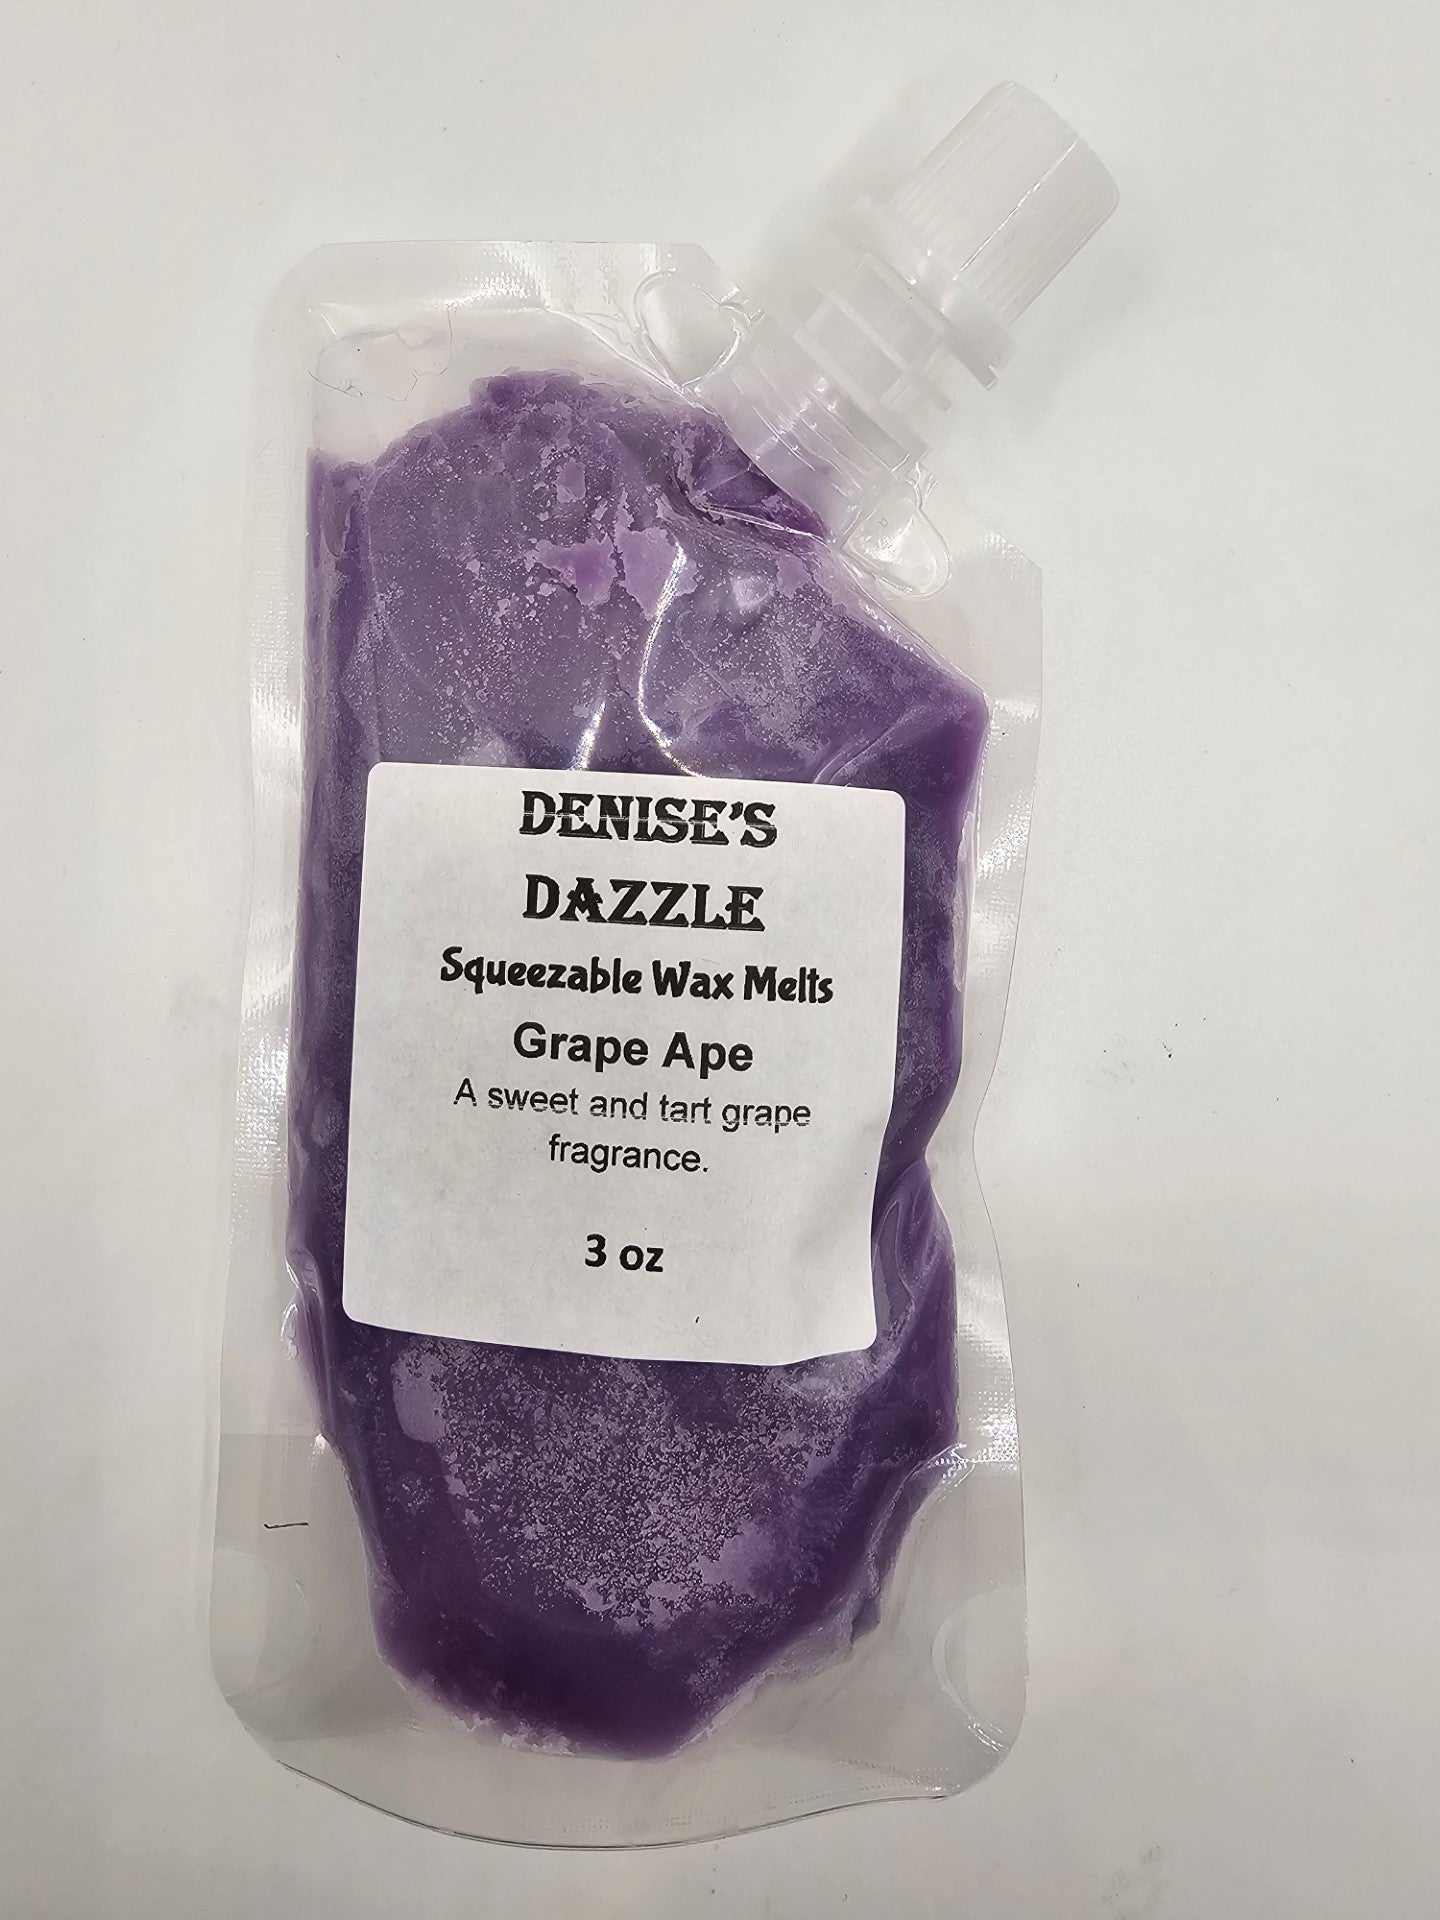 DENISE'S
DAZZLE
Squeezable Wax Melts
Grape Ape
A sweet and tart grape
fragrance.
3 oz